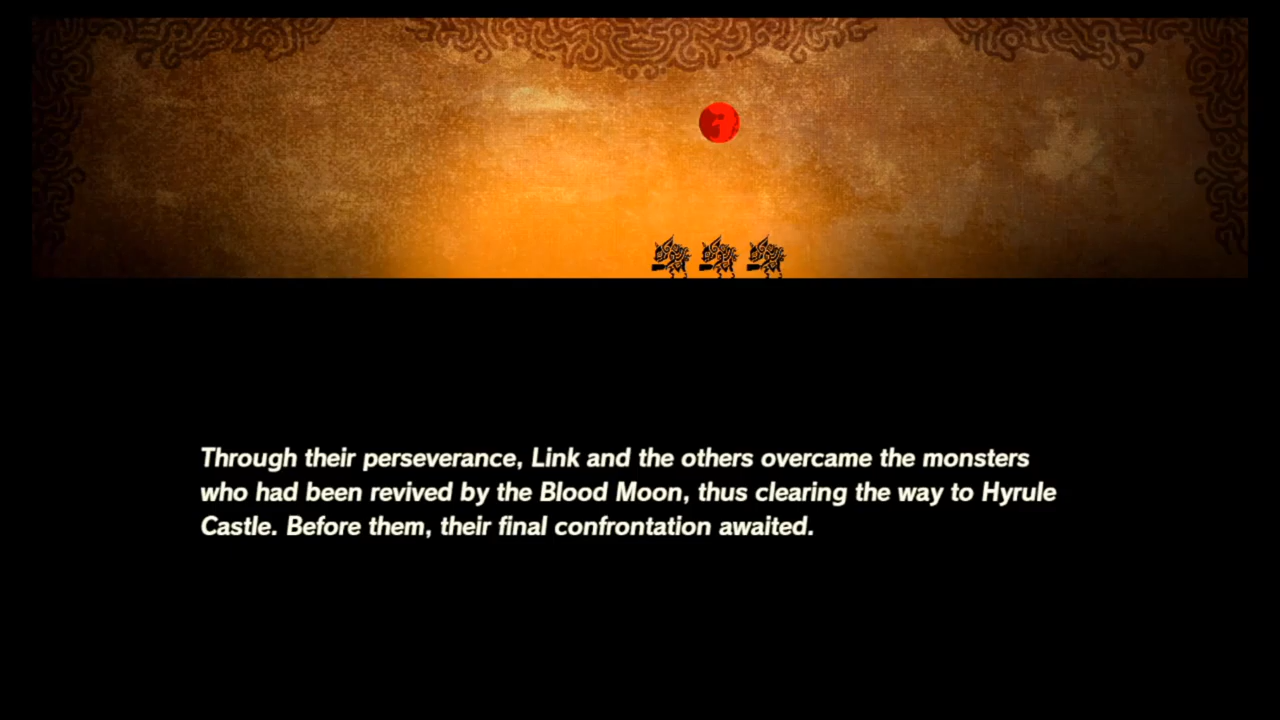 Through their perseverance, Link and the others overcame the monsters
who had been revived by the Blood Moon, thus clearing the way to Hyrule
Castle. Before them, their final confrontation awaited.